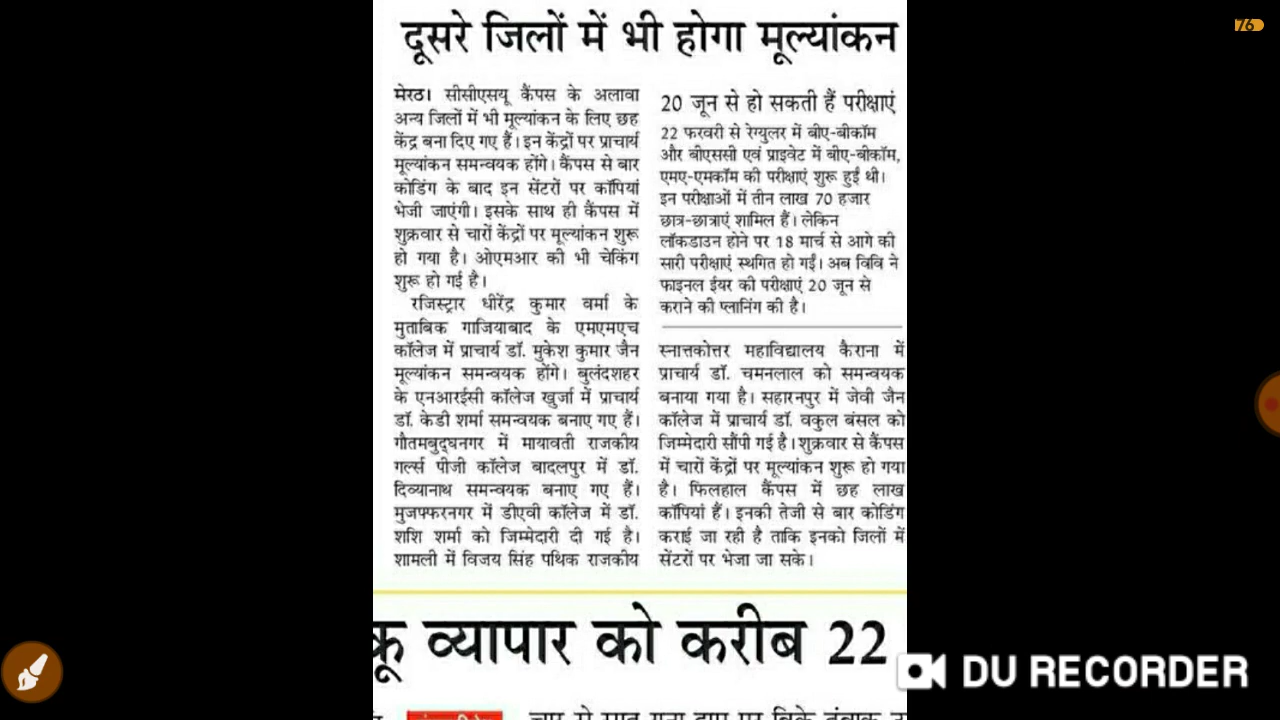 76
दूसरे जिलों में भी होगा मूल्यांकन
मेरठ। सीसीएसयू कैंपस के अलावा
अन्य जिलों में भी मूल्यांकन के लिए छह
केंद्र बना दिए गए हैं। इन केंद्रों पर प्राचार्य
मूल्यांकन समन्वयक होंगे। कैंपस से बार
कोडिंग के बाद इन सेंटरों पर कॉपियां
भेजी जाएंगी। इसके साथ ही कैंपस में
शुक्रवार से चारों केंद्रों पर मूल्यांकन शुरू
हो गया है। ओएमआर की भी चेकिंग
शुरू हो गई है।
रजिस्ट्रार धीरेंद्र कुमार वर्मा के
मुताबिक गाजियाबाद के एमएमएच
कॉलेज में प्राचार्य डॉ. मुकेश कुमार जैन
मूल्यांकन समन्वयक होंगे। बुलंदशहर
के एनआरईसी कॉलेज खुर्जा में प्राचार्य
डॉ. केडी शर्मा समन्वयक बनाए गए हैं।
गौतमबुद्धनगर में मायावती राजकीय
गर्ल्स पीजी कॉलेज बादलपुर में डॉ.
दिव्यानाथ समन्वयक बनाए गए हैं।
मुजफ्फरनगर में डीएवी कॉलेज में डॉ.
शशि शर्मा को जिम्मेदारी दी गई है।
शामली में विजय सिंह पथिक राजकीय
20 जून से हो सकती हैं परीक्षाएं
22 फरवरी से रेग्युलर में बीए-बीकॉम
और बीएससी एवं प्राइवेट में बीए-बीकॉम,
एमए-एमकॉम की परीक्षाएं शुरू हुईं थी।
इन परीक्षाओं में तीन लाख 70 हजार
छात्र-छात्राएं शामिल हैं। लेकिन
लॉकडाउन होने पर 18 मार्च से आगे की
सारी परीक्षाएं स्थगित हो गईं। अब विवि ने
फाइनल ईयर की परीक्षाएं 20 जून से
कराने की प्लानिंग की है।
स्नात्तकोत्तर महाविद्यालय कैराना में
प्राचार्य डॉ. चमनलाल को समन्वयक
बनाया गया है। सहारनपुर में जेवी जैन
कॉलेज में प्राचार्य डॉ. वकुल बंसल को
जिम्मेदारी सौंपी गई है। शुक्रवार से कैंपस
में चारों केंद्रों पर मूल्यांकन शुरू हो गया
है। फिलहाल कैंपस में छह लाख
कॉपियां हैं। इनकी तेजी से बार कोडिंग
कराई जा रही है ताकि इनको जिलों में
सेंटरों पर भेजा जा सके।
कू व्यापार को करीब 22
DU RECORDER